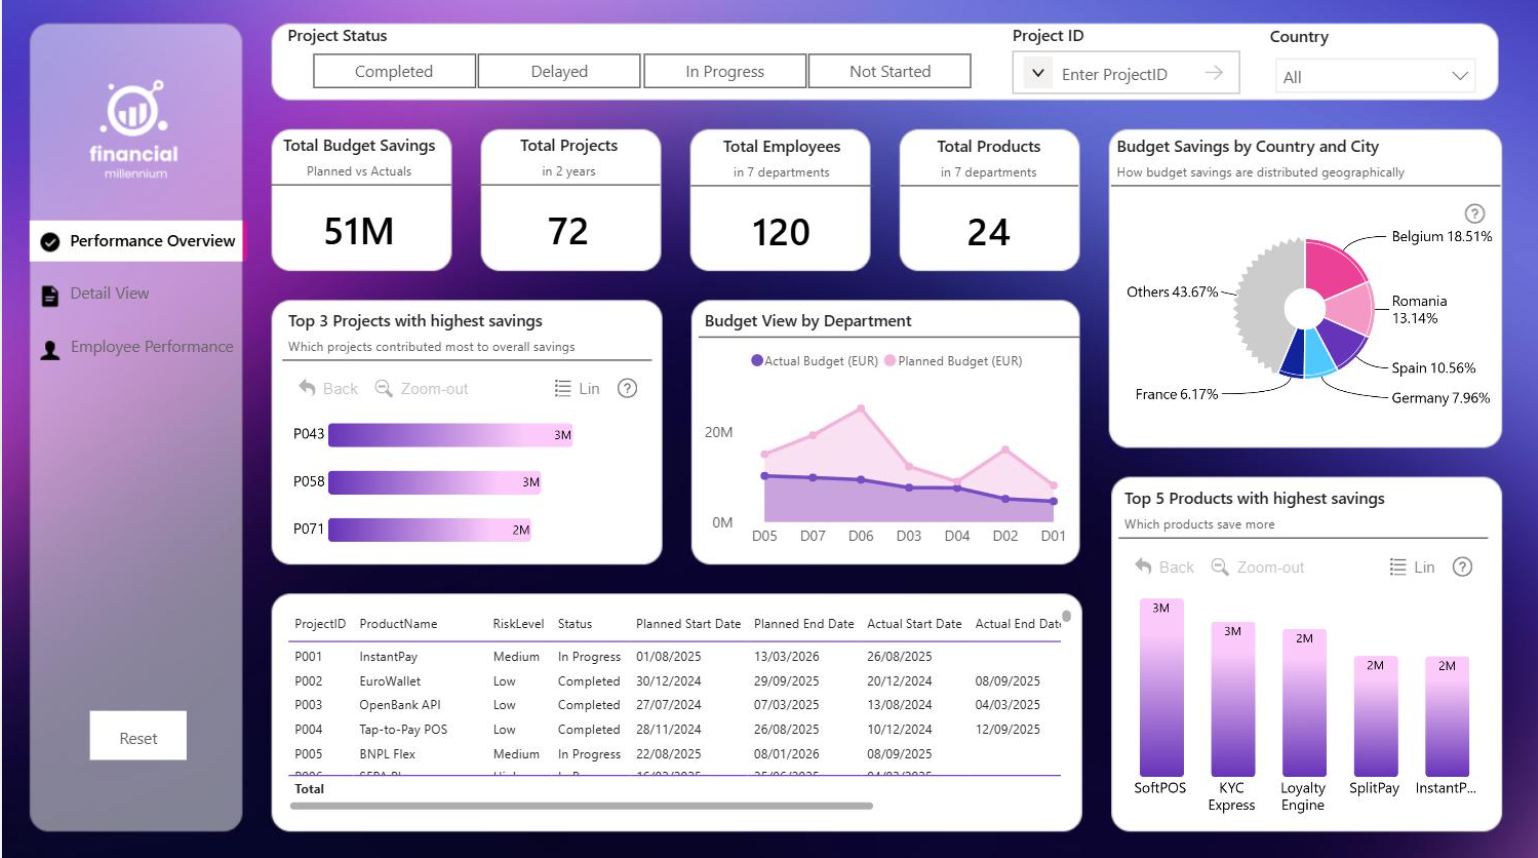 financial
millennium
Performance Overview
Detail View
Employee Performance
Reset
Project Status
Completed
Delayed
In Progress
Not Started
Project ID
Enter ProjectID
Country
All
Total Budget Savings
Planned vs Actuals
51M
Total Projects
in 2 years
72
Total Employees
in 7 departments
120
Total Products
in 7 departments
24
Budget Savings by Country and City
How budget savings are distributed geographically
?
Belgium 18.51%
Others 43.67%
Romania
13.14%
Spain 10.56%
France 6.17%
Germany 7.96%
Top 3 Projects with highest savings
Which projects contributed most to overall savings
Back Zoom-out Lin ?
P043 3M
P058 3M
P071 2M
Budget View by Department
Actual Budget (EUR) Planned Budget (EUR)
20M
0M
D05 D07 D06 D03 D04 D02 D01
Top 5 Products with highest savings
Which products save more
Back Zoom-out Lin ?
3M
3M
2M
2M
2M
SoftPOS
KYC
Express
Loyalty
Engine
SplitPay
InstantP...
ProjectID ProductName RiskLevel Status Planned Start Date Planned End Date Actual Start Date Actual End Date
P001 InstantPay Medium In Progress 01/08/2025 13/03/2026 26/08/2025
P002 EuroWallet Low Completed 30/12/2024 29/09/2025 20/12/2024 08/09/2025
P003 OpenBank API Low Completed 27/07/2024 07/03/2025 13/08/2024 04/03/2025
P004 Tap-to-Pay POS Low Completed 28/11/2024 26/08/2025 10/12/2024 12/09/2025
P005 BNPL Flex Medium In Progress 22/08/2025 08/01/2026 08/09/2025
Total